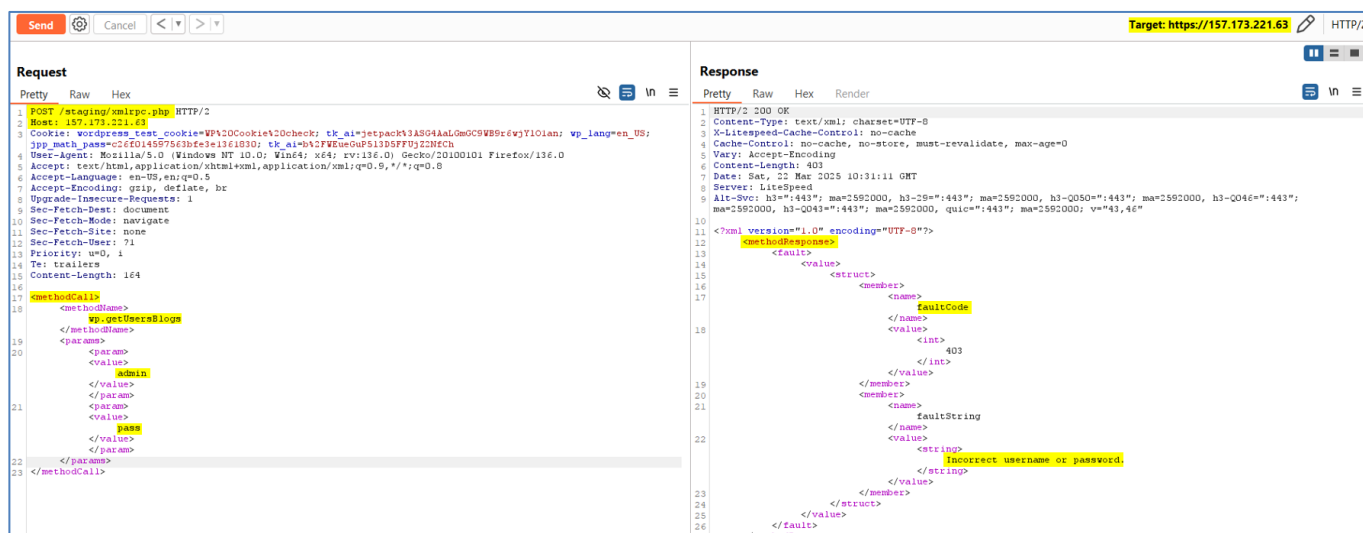 Send Cancel < >
Target: https://157.173.221.63 HTTP/2
Request
Pretty Raw Hex \n
1 POST /staging/xmlrpc.php HTTP/2
2 Host: 157.173.221.63
3 Cookie: wordpress_test_cookie=WP%20Cookie%20check; wp_lang=en_US;
4 User-Agent: Mozilla/5.0 (Windows NT 10.0; Win64; x64; rv:136.0) Gecko/20100101 Firefox/136.0
5 Accept: text/html,application/xhtml+xml,application/xml;q=0.9,*/*;q=0.8
6 Accept-Language: en-US,en;q=0.5
7 Accept-Encoding: gzip, deflate, br
8 Upgrade-Insecure-Requests: 1
9 Sec-Fetch-Dest: document
10 Sec-Fetch-Mode: navigate
11 Sec-Fetch-Site: none
12 Sec-Fetch-User: ?1
13 Priority: u=0, i
14 Te: trailers
15 Content-Length: 164
16
17 <methodCall>
18 <methodName>
wp.getUsersBlogs
</methodName>
19 <params>
20 <param>
<value>
admin
</value>
</param>
21 <param>
<value>
pass
</value>
</param>
22 </params>
23 </methodCall>
Response
Pretty Raw Hex Render \n
1 HTTP/2 200 OK
2 Content-Type: text/xml; charset=UTF-8
3 X-Litespeed-Cache-Control: no-cache
4 Cache-Control: no-cache, no-store, must-revalidate, max-age=0
5 Vary: Accept-Encoding
6 Content-Length: 403
7 Date: Sat, 22 Mar 2025 10:31:11 GMT
8 Server: LiteSpeed
9 Alt-Svc: h3=":443"; ma=2592000, h3-29=":443"; ma=2592000, h3-Q050=":443"; ma=2592000, h3-Q046=":443";
ma=2592000, h3-Q043=":443"; ma=2592000, quic=":443"; ma=2592000; v="43,46"
10
11 <?xml version="1.0" encoding="UTF-8"?>
12 <methodResponse>
13 <fault>
14 <value>
15 <struct>
16 <member>
17 <name>
faultCode
</name>
18 <value>
<int>
403
</int>
</value>
19 </member>
20 <member>
21 <name>
faultString
</name>
22 <value>
<string>
Incorrect username or password.
</string>
</value>
23 </member>
24 </struct>
25 </value>
26 </fault>